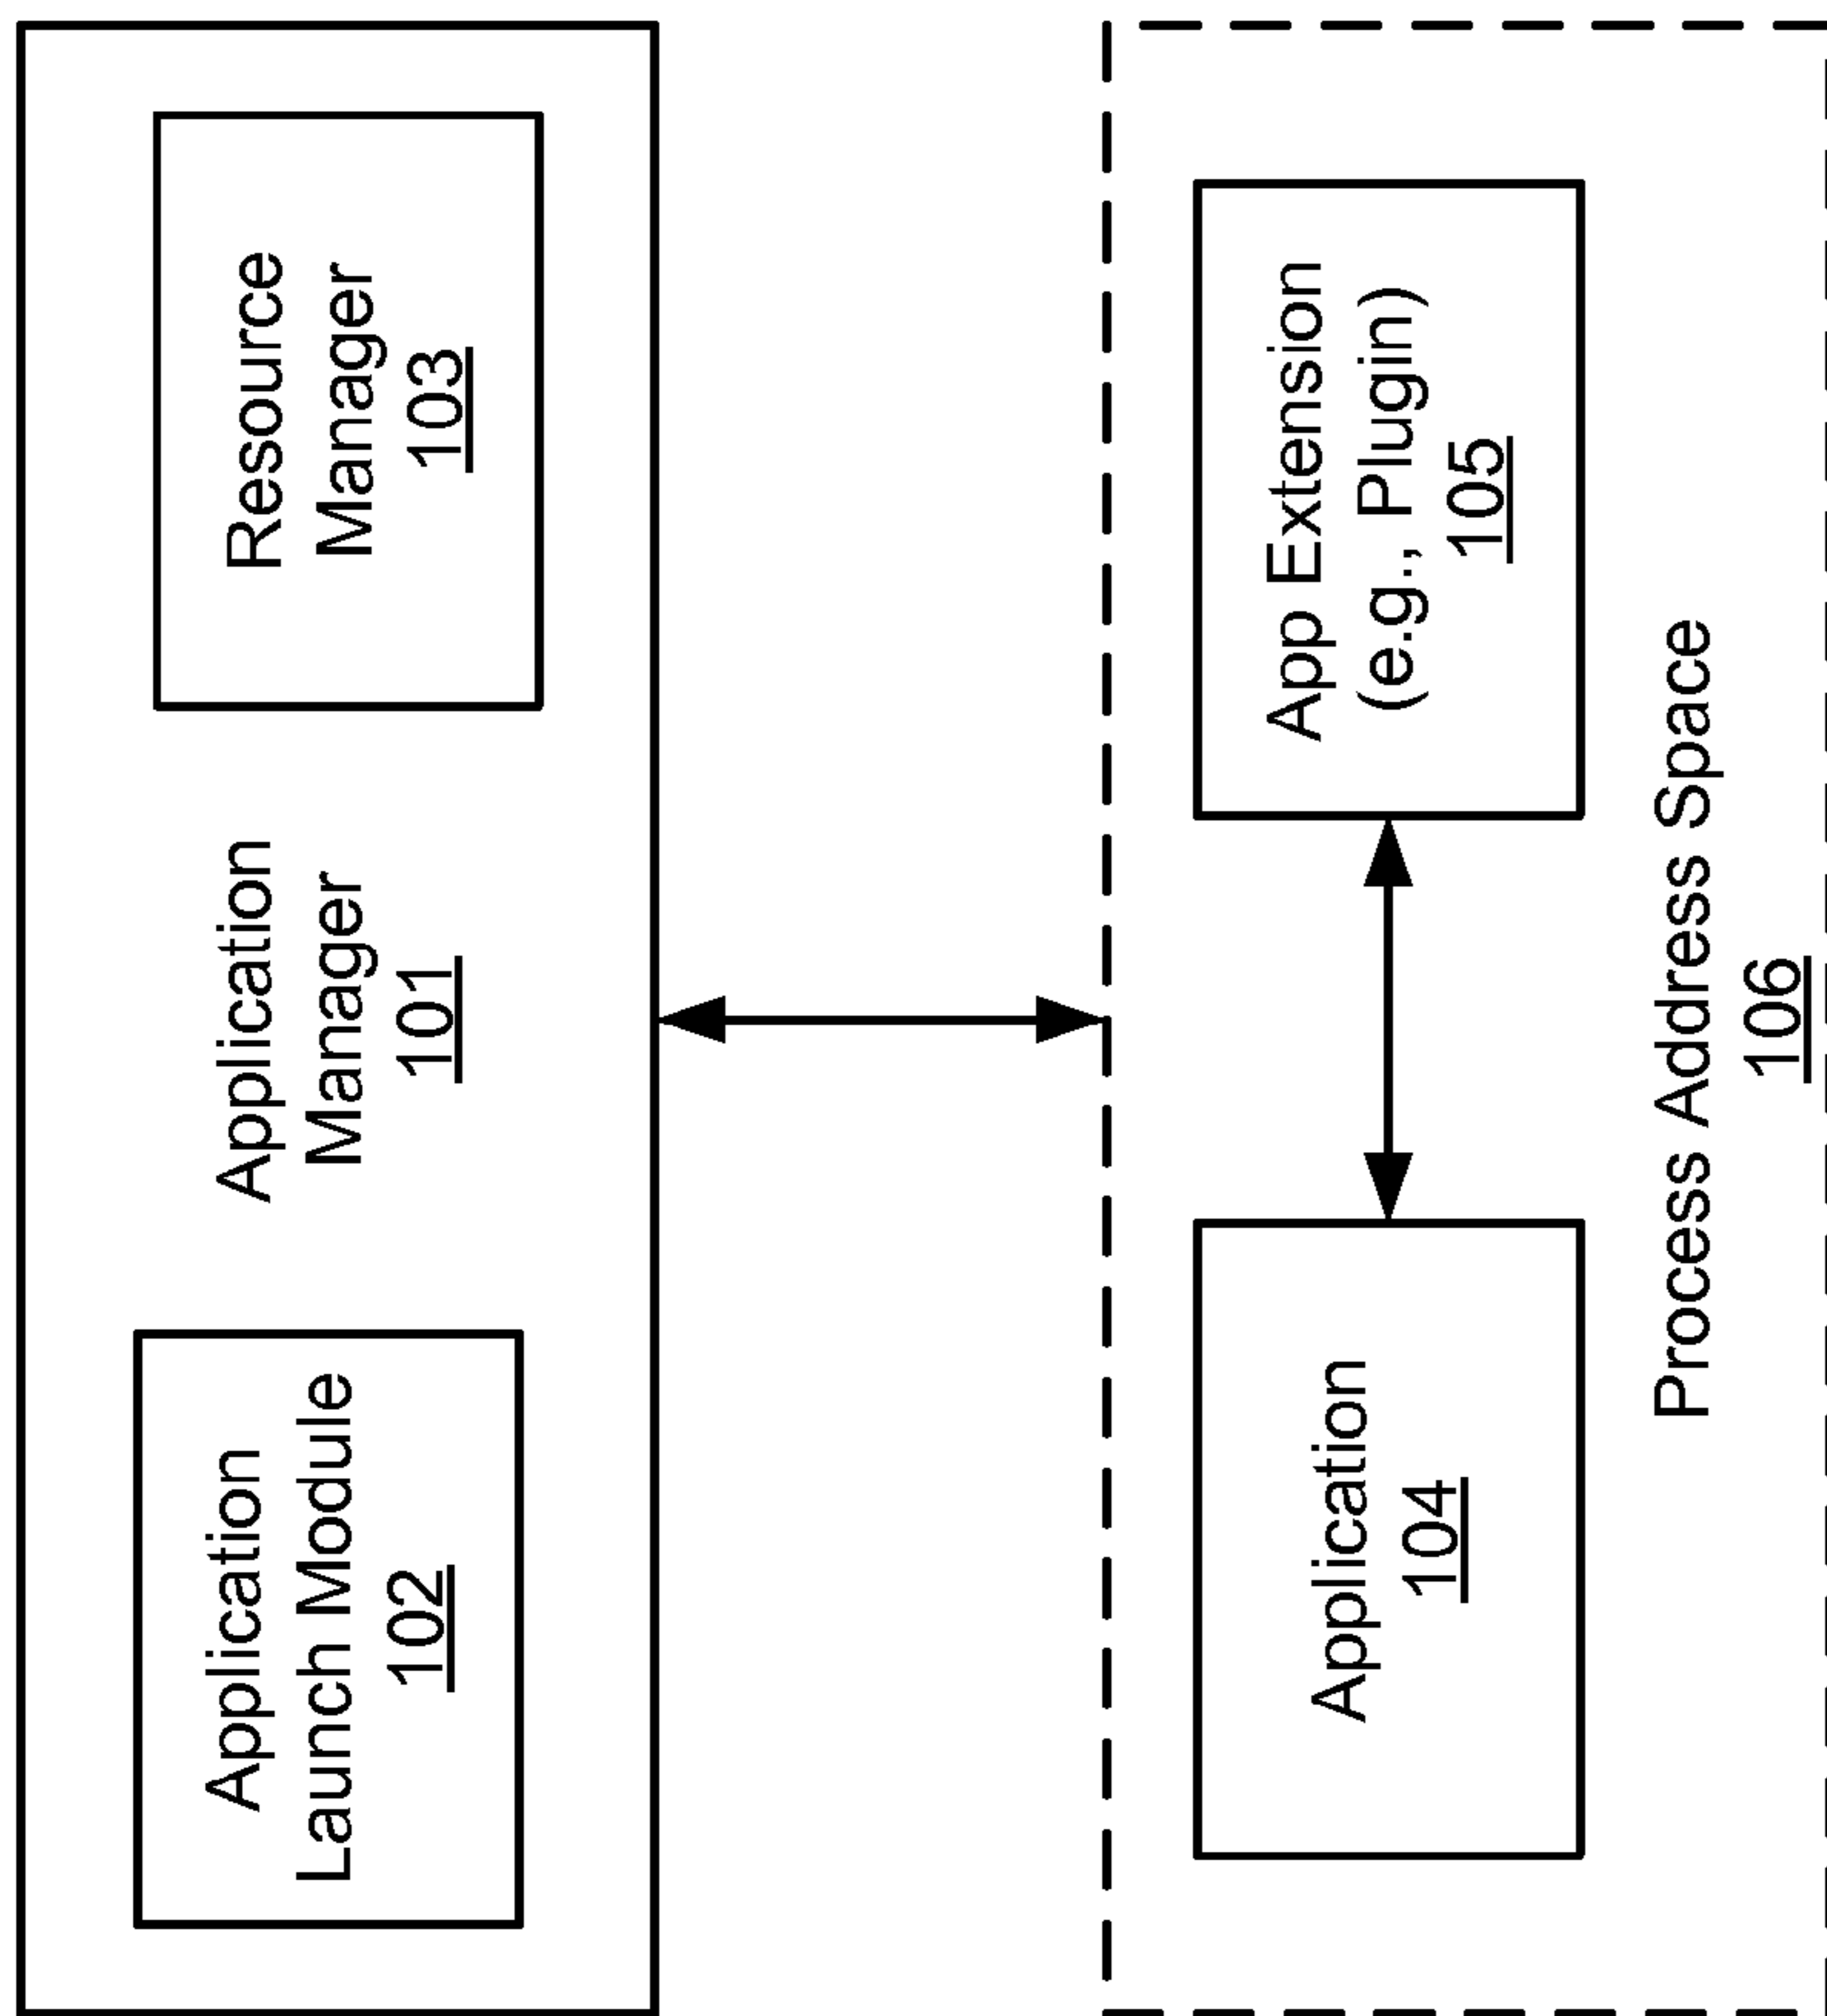 Application
Launch Module
102
Application
Manager
101
Resource
Manager
103
Application
104
App Extension
(e.g., Plugin)
105
Process Address Space
106